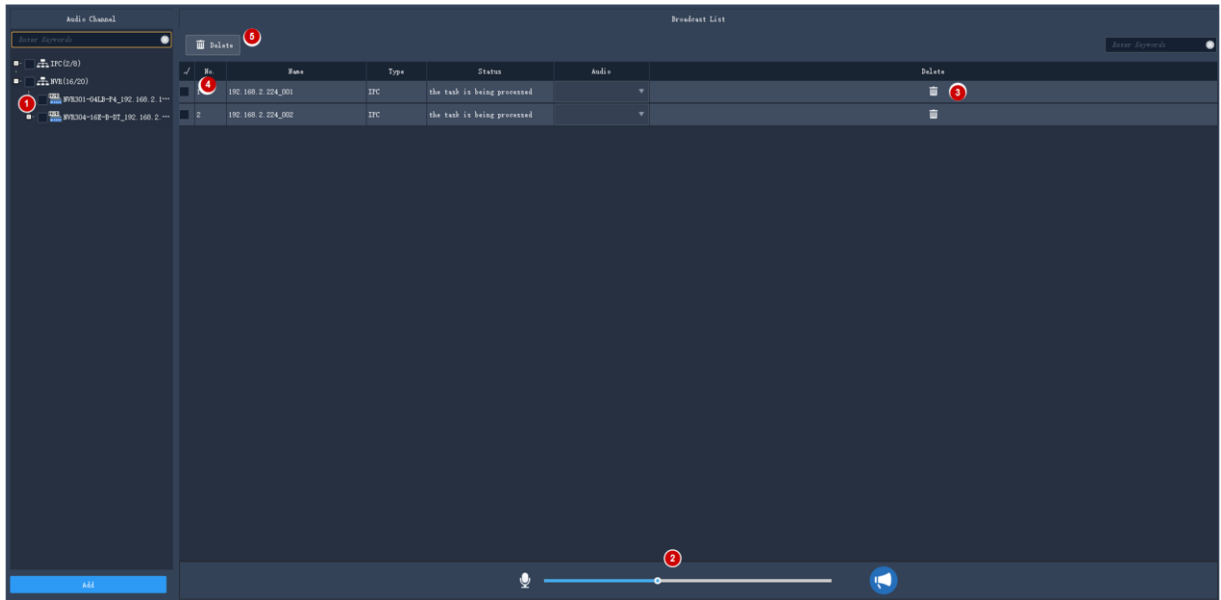 Audio Channel
Broadcast List
Enter Keywords
Delete
5
Enter Keywords
IPC(2/8)
NVR(16/20)
NVR301-04LB-P4_192.168.2.1...
NVR304-16E-B-DT_192.168.2...
1
No. Name Type Status Audio Delete
4
1 192.168.2.224_001 IPC the task is being processed
3
2 192.168.2.224_002 IPC the task is being processed
2
Add